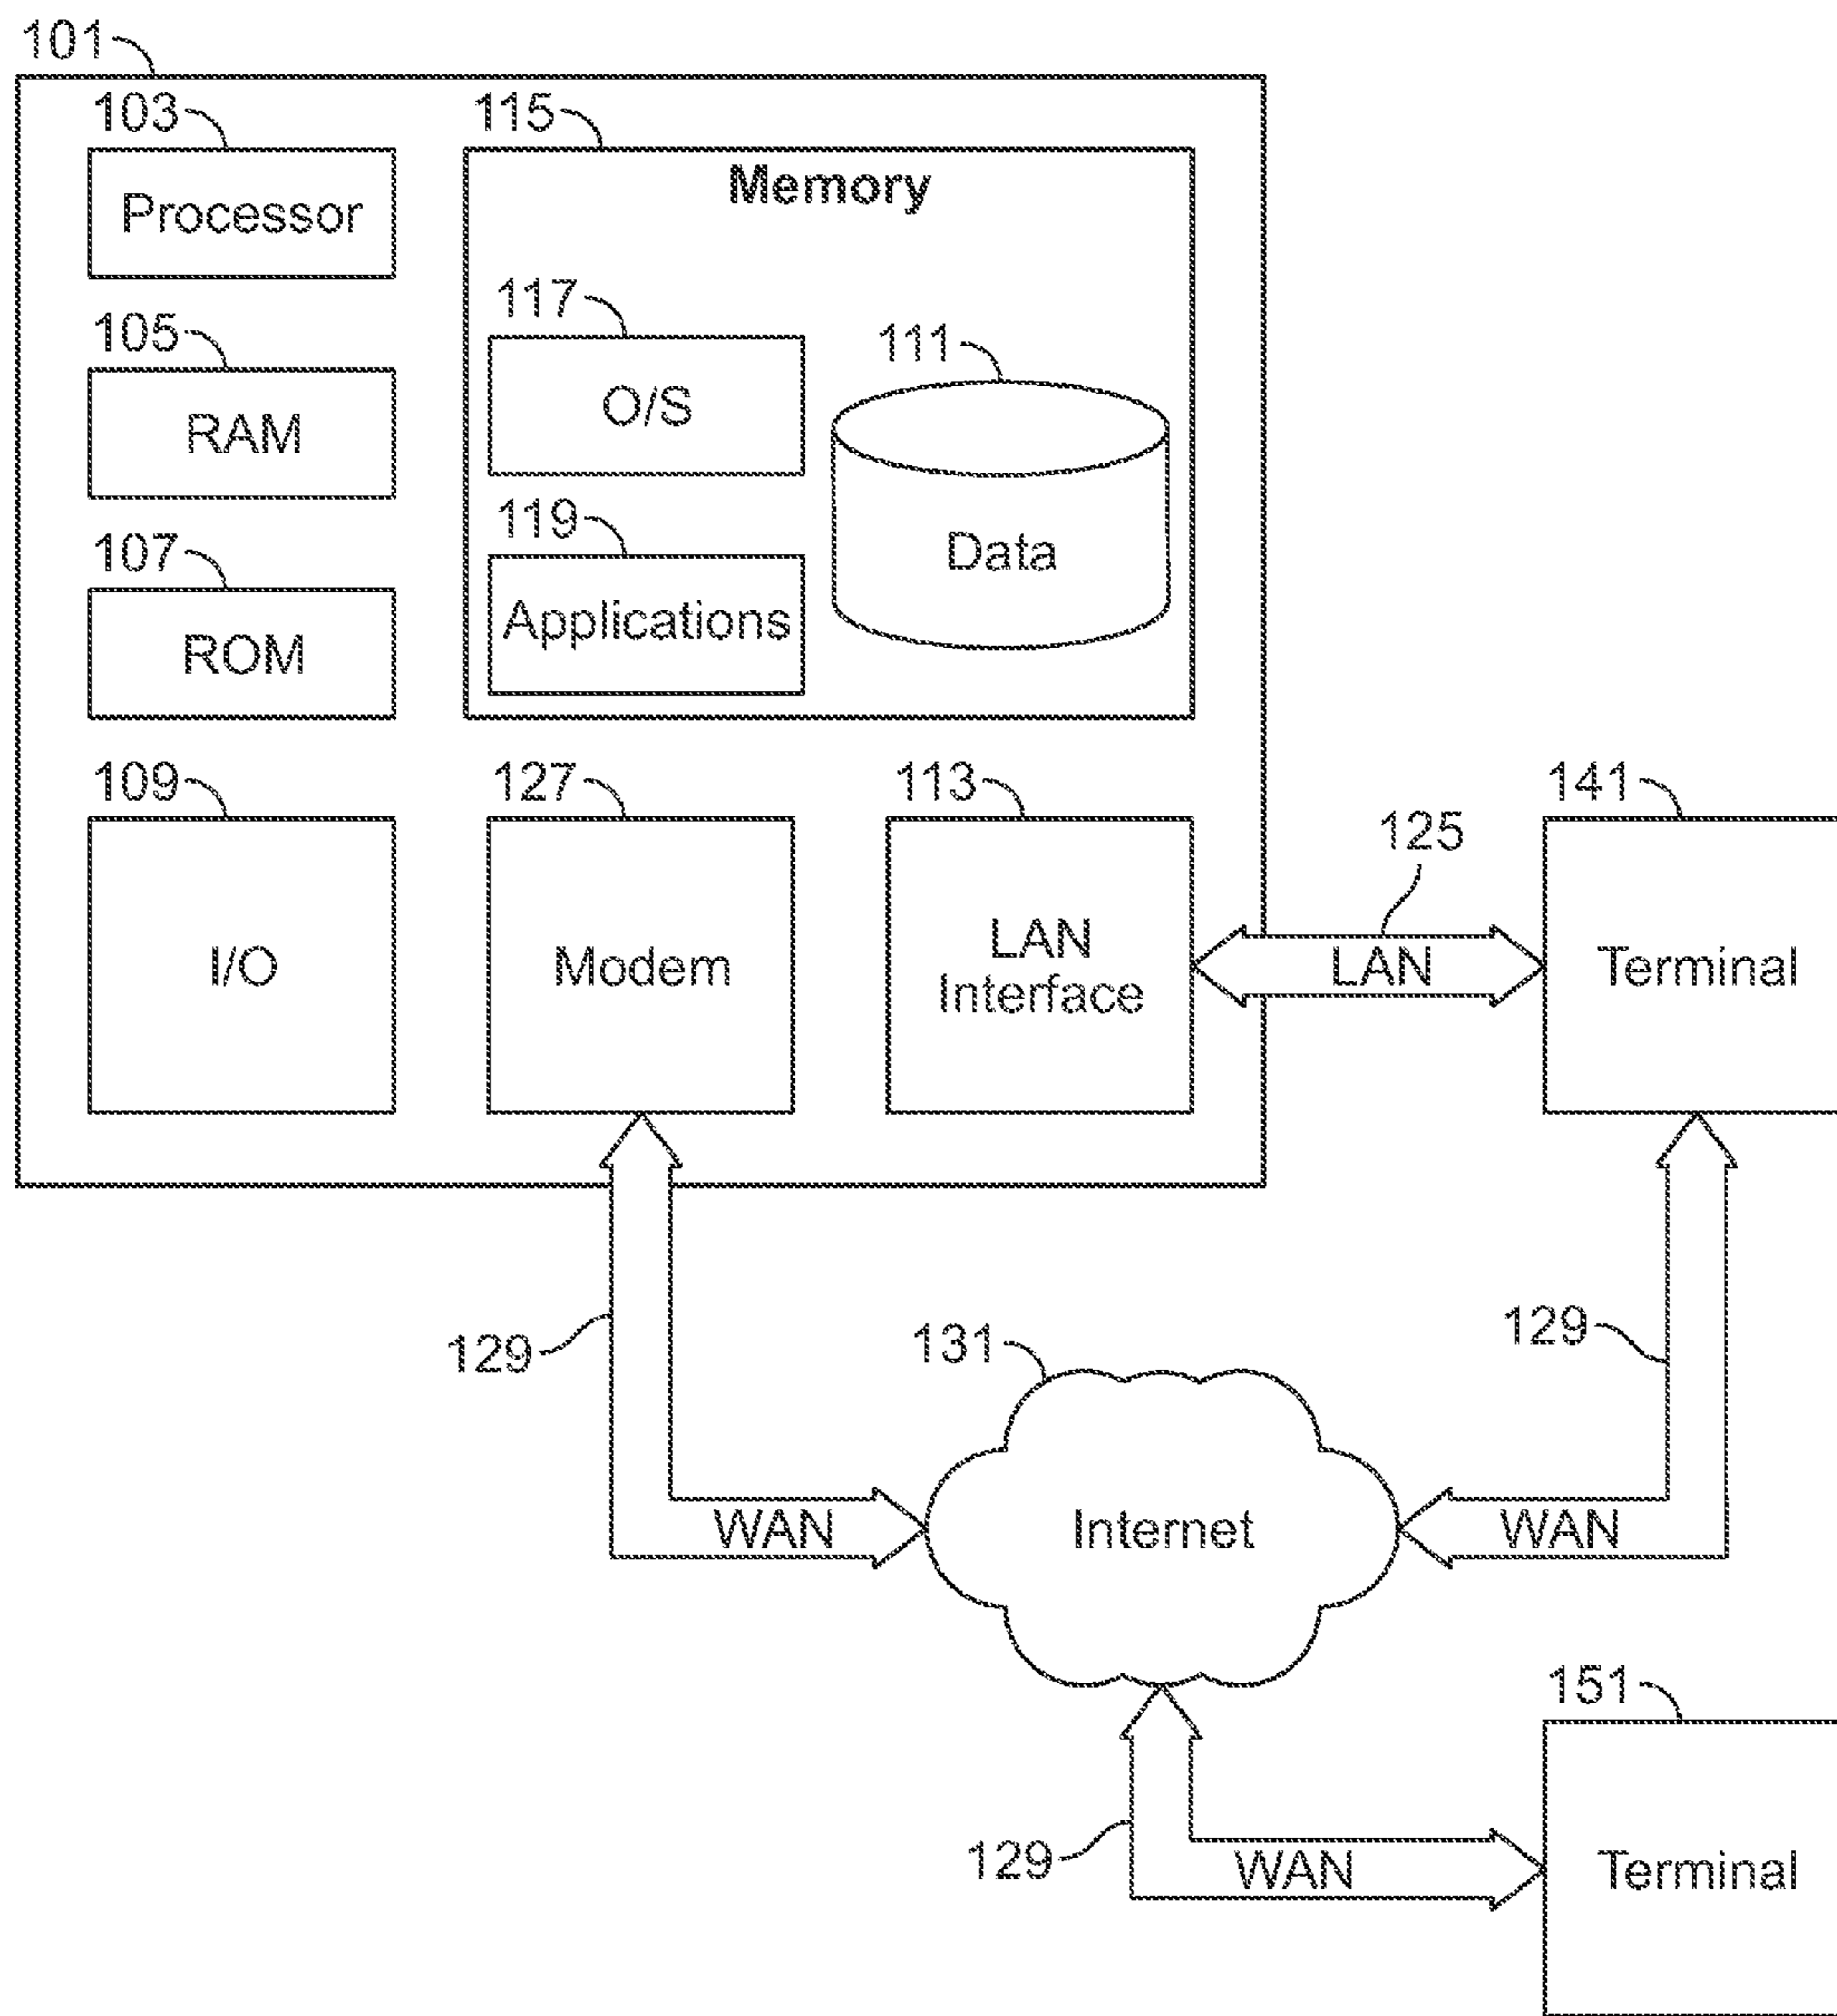 101
103
Processor
105
RAM
107
ROM
115
Memory
117
O/S
111
Data
119
Applications
109
I/O
127
Modem
113
LAN
Interface
125
LAN
141
Terminal
129
WAN
131
Internet
129
WAN
129
WAN
151
Terminal